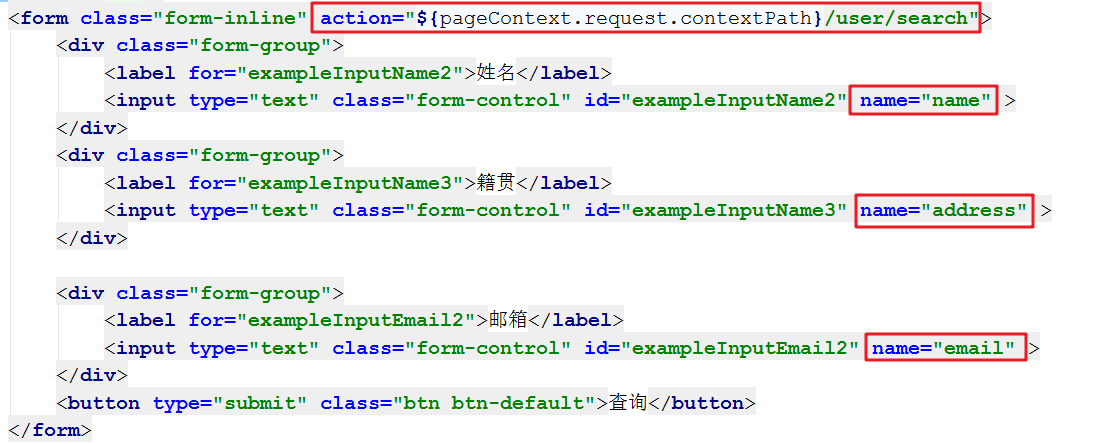 <form class="form-inline" action="${pageContext.request.contextPath}/user/search">
    <div class="form-group">
        <label for="exampleInputName2">姓名</label>
        <input type="text" class="form-control" id="exampleInputName2" name="name" >
    </div>
    <div class="form-group">
        <label for="exampleInputName3">籍贯</label>
        <input type="text" class="form-control" id="exampleInputName3" name="address" >
    </div>

    <div class="form-group">
        <label for="exampleInputEmail2">邮箱</label>
        <input type="text" class="form-control" id="exampleInputEmail2" name="email" >
    </div>
    <button type="submit" class="btn btn-default">查询</button>
</form>